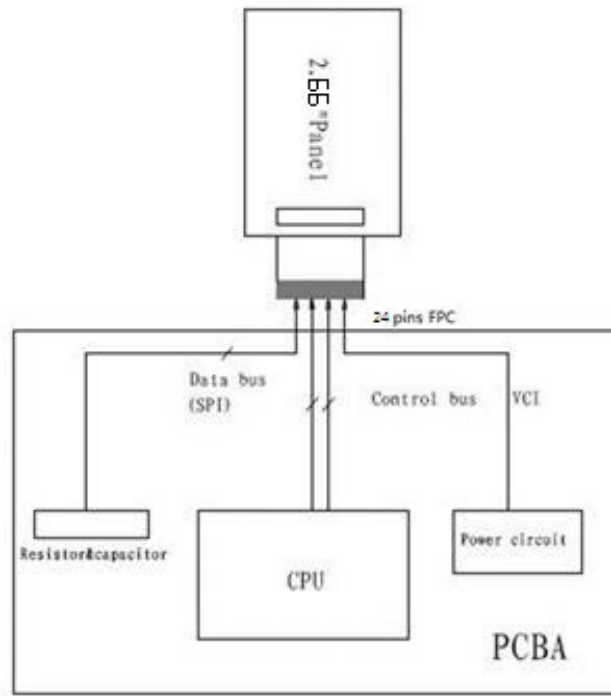 2.66"Panel
24 pins FPC
Data bus
(SPI)
Control bus
VCI
Resistor&capacitor
CPU
Power circuit
PCBA